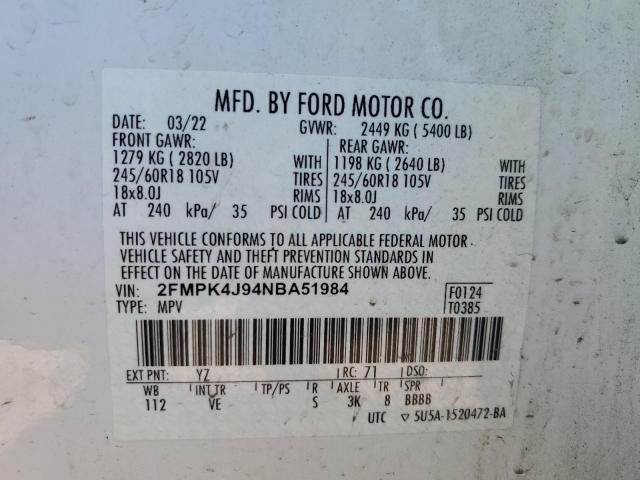 MFD. BY FORD MOTOR CO.
DATE: 03/22 GVWR: 2449 KG ( 5400 LB)
FRONT GAWR: REAR GAWR:
1279 KG ( 2820 LB) WITH 1198 KG ( 2640 LB) WITH
245/60R18 105V TIRES 245/60R18 105V TIRES
18x8.0J RIMS 18x8.0J RIMS
AT 240 kPa/ 35 PSI COLD AT 240 kPa/ 35 PSI COLD
THIS VEHICLE CONFORMS TO ALL APPLICABLE FEDERAL MOTOR
VEHICLE SAFETY AND THEFT PREVENTION STANDARDS IN
EFFECT ON THE DATE OF MANUFACTURE SHOWN ABOVE.
VIN: 2FMPK4J94NBA51984 F0124
TYPE: MPV T0385
EXT PNT: YZ RC: 71 DSO:
WB INT TR TP/PS R AXLE TR SPR
112 VE S 3K 8 BBBB
UTC ▽ 5U5A-1520472-BA